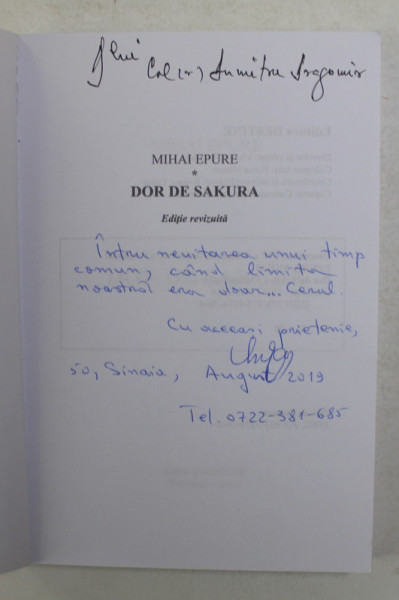 Dlui
Col (r) Dumitru Dragomir
MIHAI EPURE
*
DOR DE SAKURA
Ediție revizuită
Întru neuitarea unui timp
comun, când limita
noastră era doar... Cerul.
Cu aceeași prietenie,
50, Sinaia, August 2019
Tel. 0722-381-685